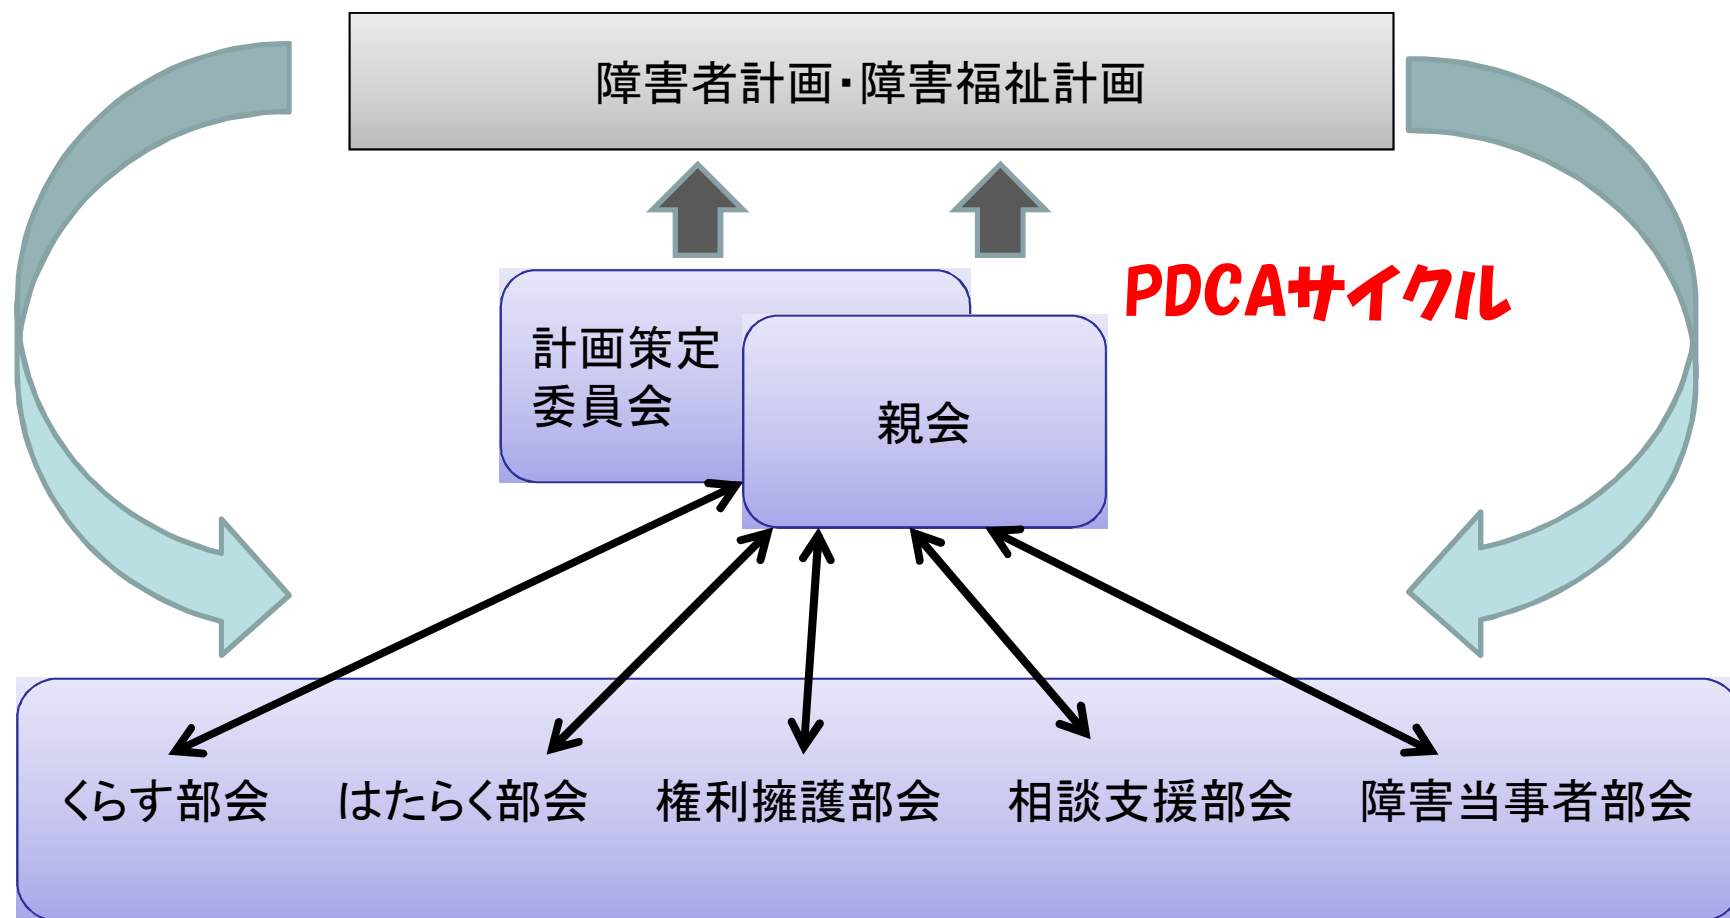 障害者計画・障害福祉計画
PDCAサイクル
計画策定
委員会
親会
くらす部会
はたらく部会
権利擁護部会
相談支援部会
障害当事者部会